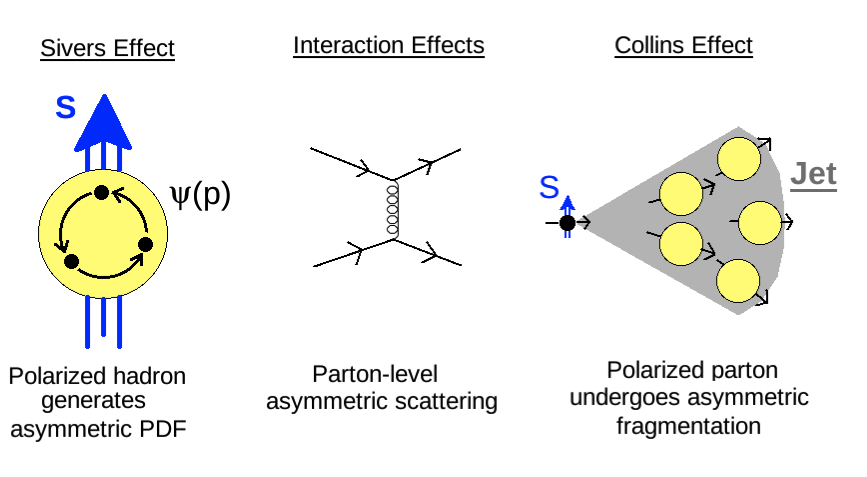 Sivers Effect
Interaction Effects
Collins Effect
S
ψ(p)
S
Jet
Polarized hadron
generates
asymmetric PDF
Parton-level
asymmetric scattering
Polarized parton
undergoes asymmetric
fragmentation